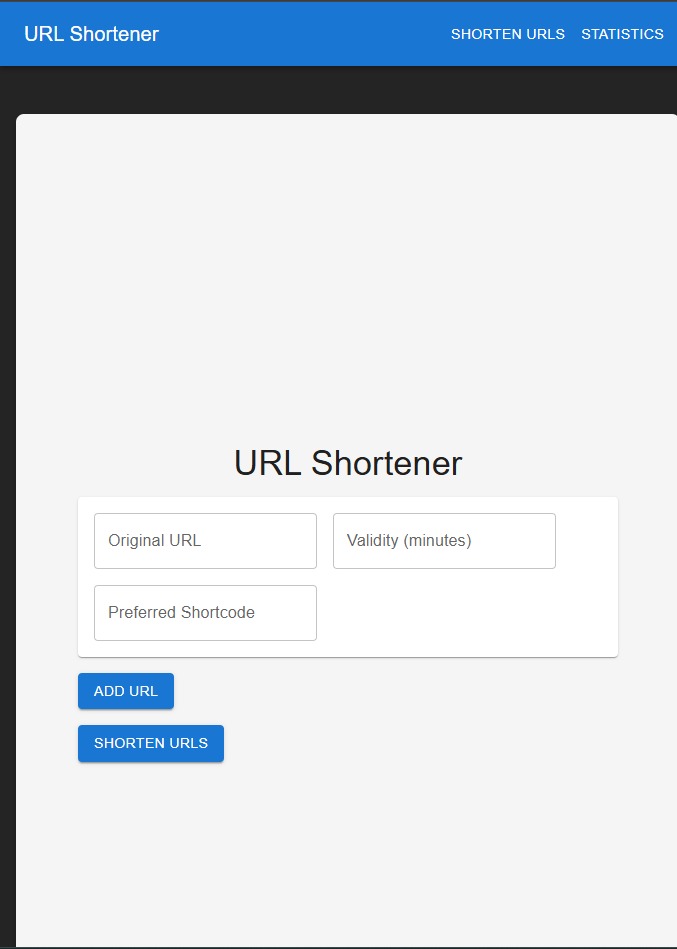 URL Shortener
SHORTEN URLS STATISTICS
URL Shortener
Original URL Validity (minutes)
Preferred Shortcode
ADD URL
SHORTEN URLS